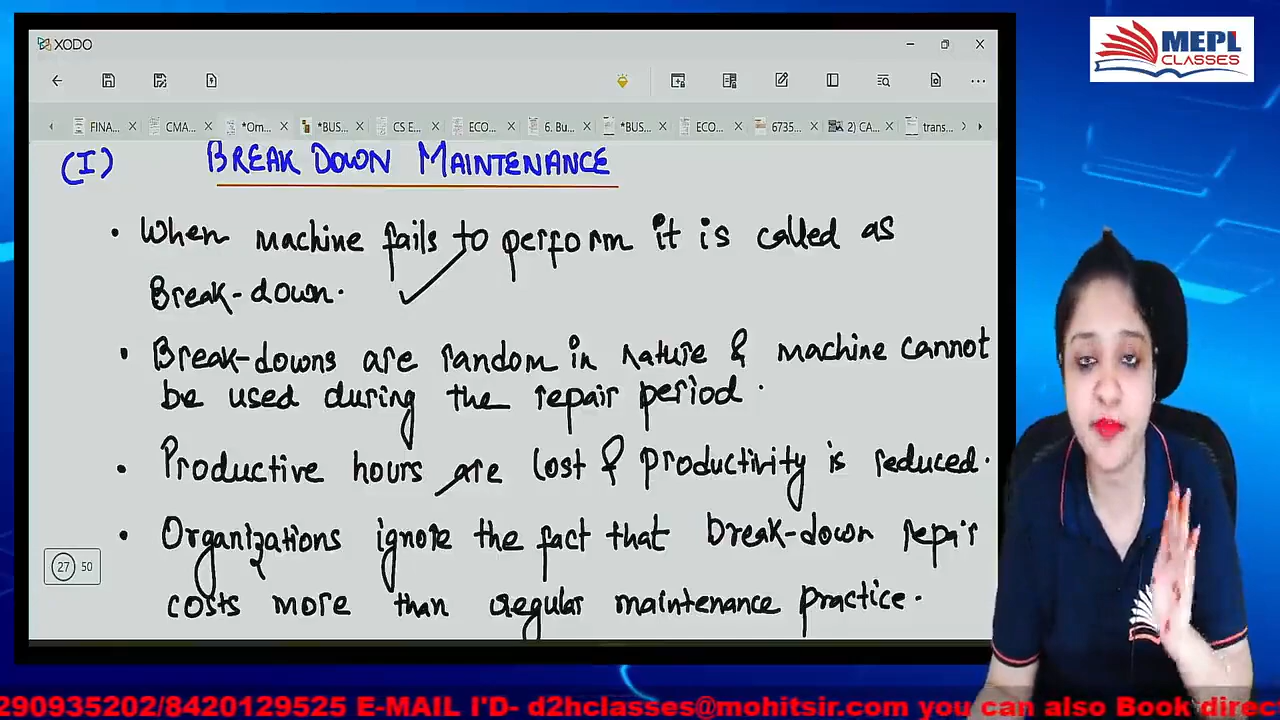 XODO
MEPL
CLASSES
FINA...
CMA...
*Om...
*BUS...
CS E...
ECO...
6. Bu...
*BUS...
ECO...
6735...
2) CA...
trans...
(I) BREAK DOWN MAINTENANCE
• When machine fails to perform it is called as
Break-down.
• Break-downs are random in nature & machine cannot
be used during the repair period.
• Productive hours are lost & productivity is reduced.
• Organizations ignore the fact that break-down repair
costs more than regular maintenance practice.
27 50
290935202/8420129525 E-MAIL I'D- d2hclasses@mohitsir.com you can also Book direc